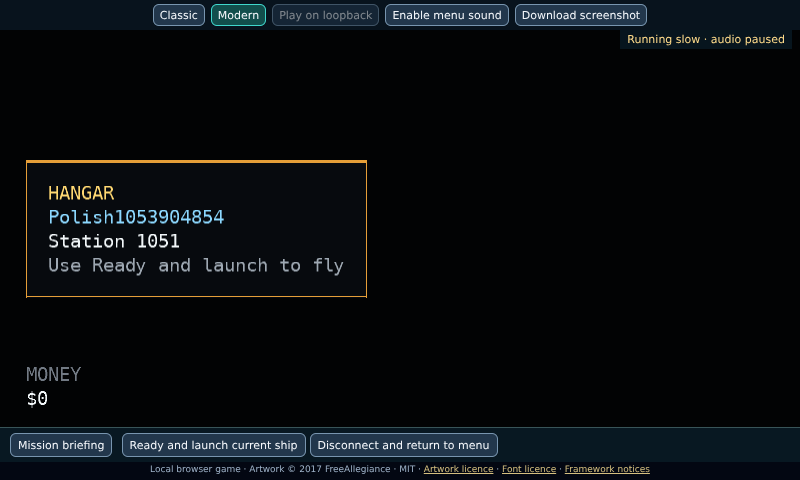 Classic Modern Play on loopback Enable menu sound Download screenshot
Running slow · audio paused
HANGAR
Polish1053904854
Station 1051
Use Ready and launch to fly
MONEY
$0
Mission briefing Ready and launch current ship Disconnect and return to menu
Local browser game · Artwork © 2017 FreeAllegiance · MIT · Artwork licence · Font licence · Framework notices